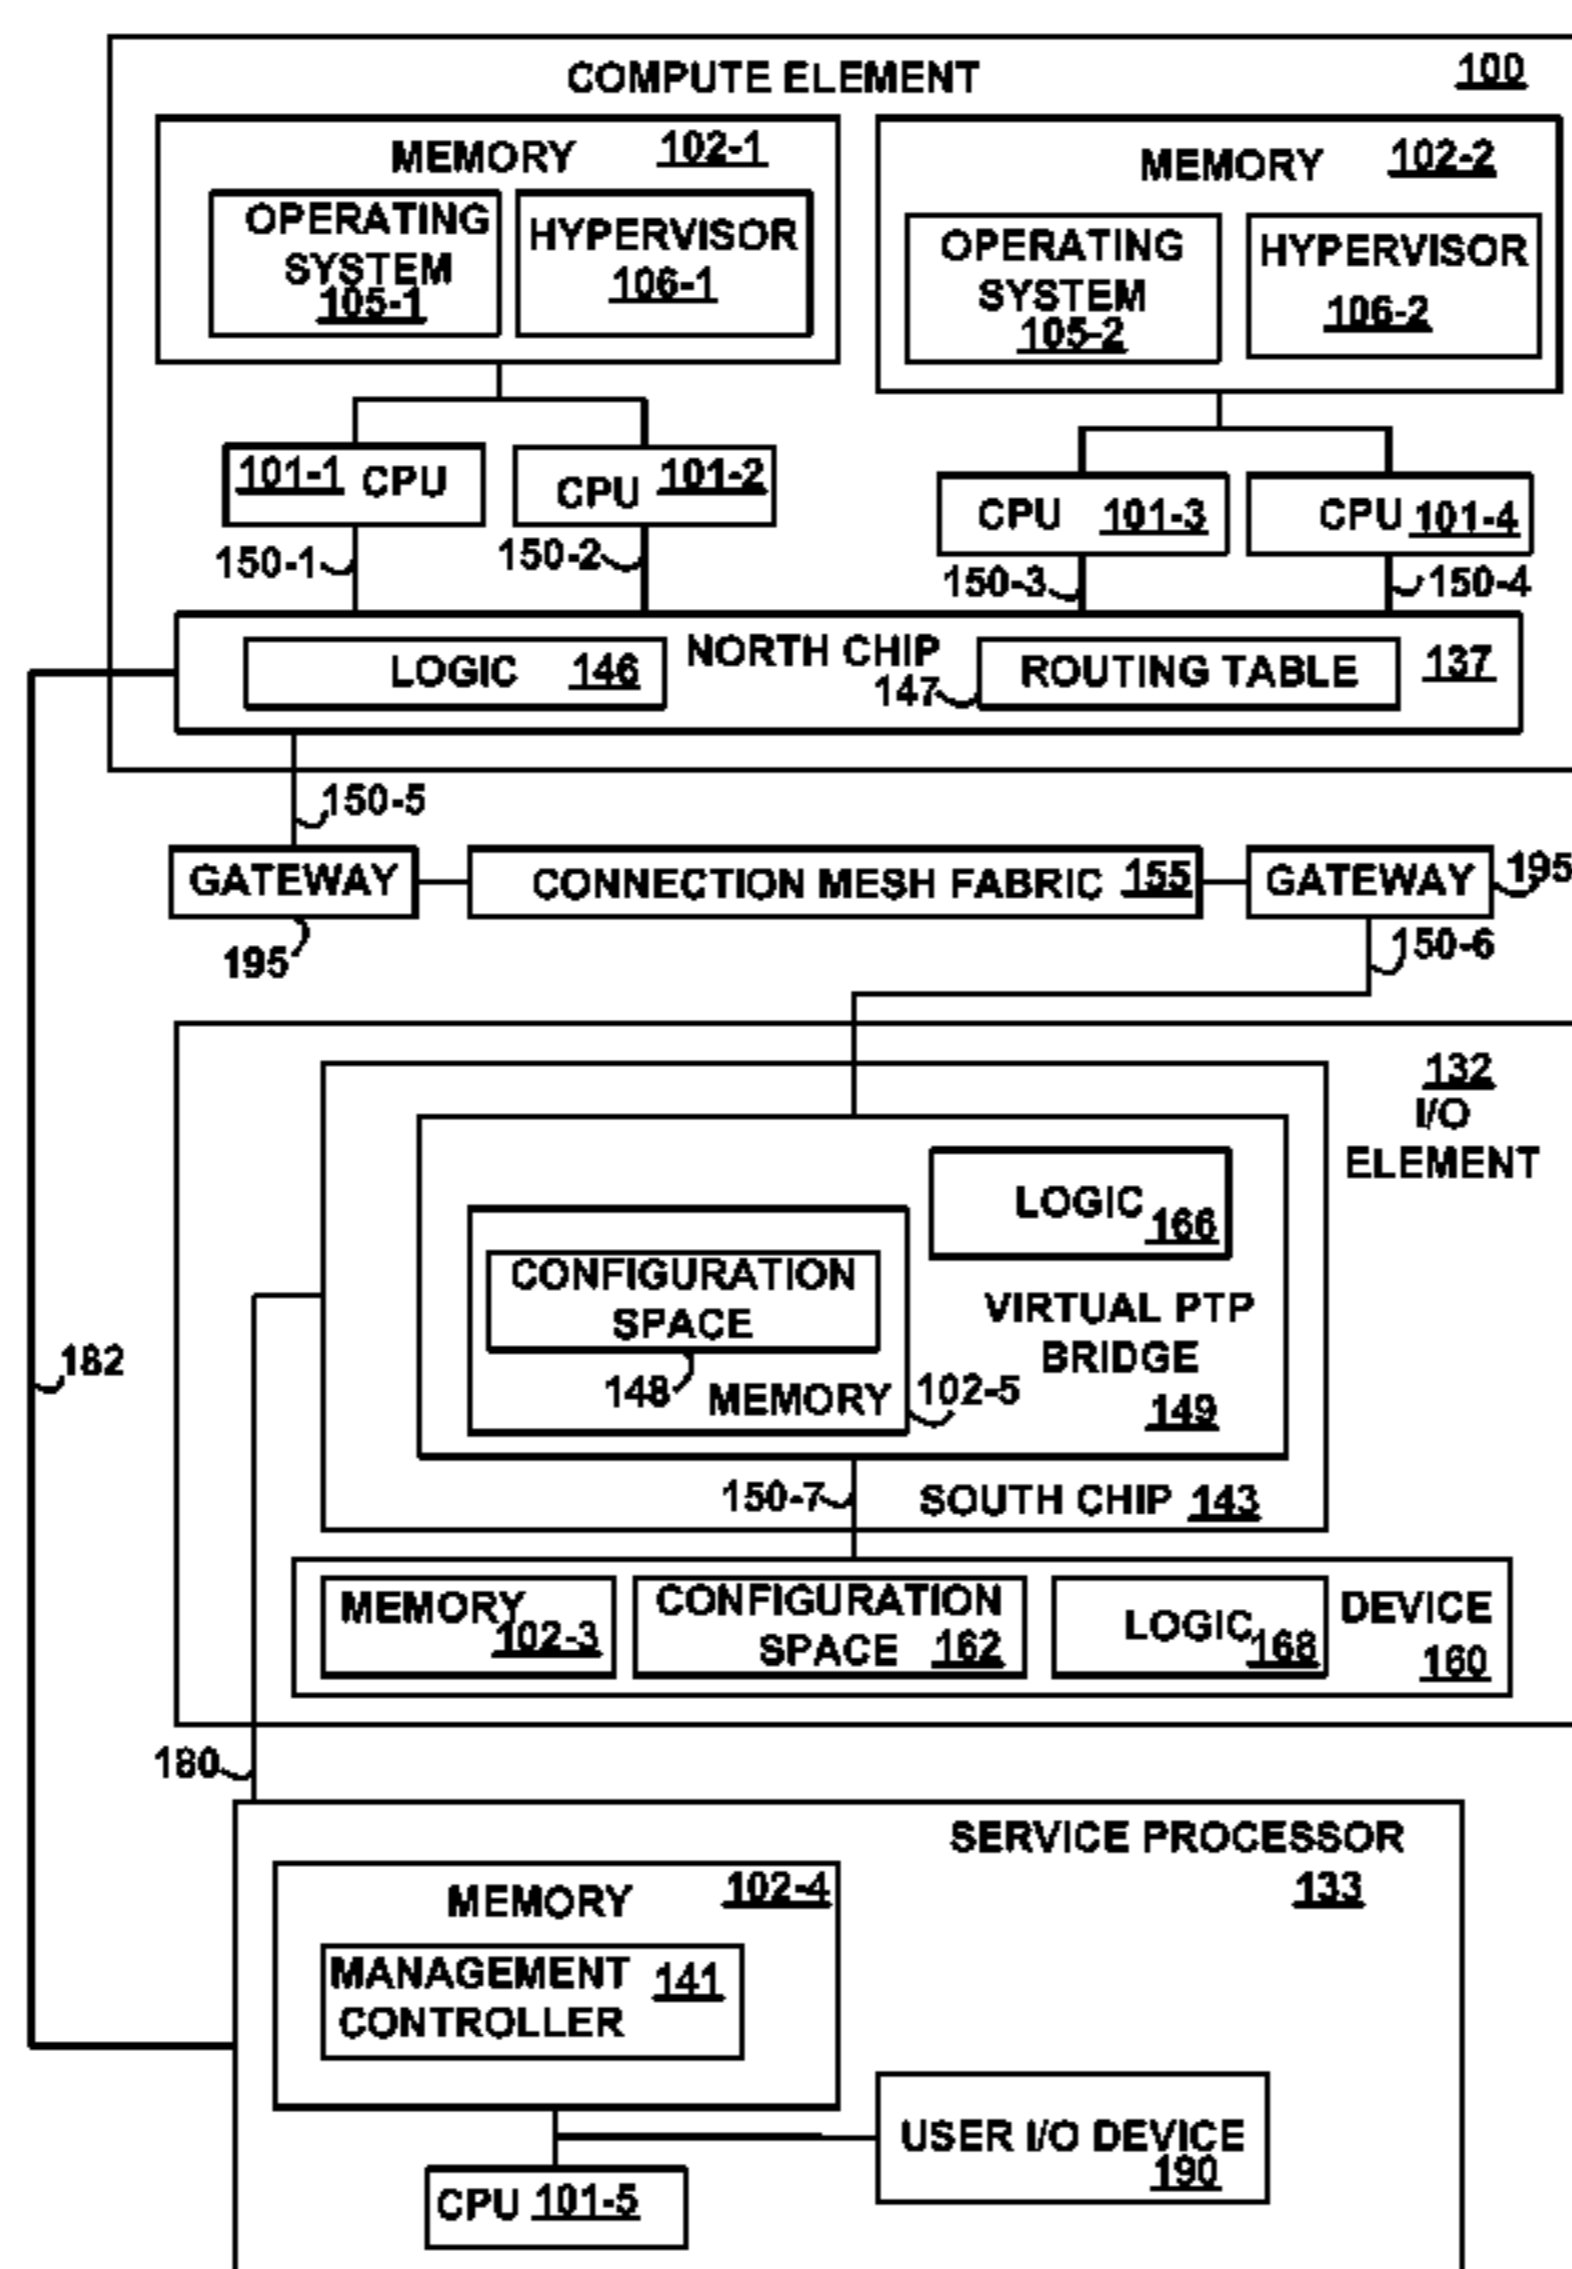 COMPUTE ELEMENT 100
MEMORY 102-1
OPERATING
SYSTEM
105-1
HYPERVISOR
106-1
MEMORY 102-2
OPERATING
SYSTEM
105-2
HYPERVISOR
106-2
101-1 CPU
CPU 101-2
CPU 101-3
CPU 101-4
150-1
150-2
150-3
150-4
LOGIC 146
NORTH CHIP
147
ROUTING TABLE
137
150-5
GATEWAY
CONNECTION MESH FABRIC 155
GATEWAY
195
195
150-6
132
I/O
ELEMENT
LOGIC
166
CONFIGURATION
SPACE
148
MEMORY
102-5
VIRTUAL PTP
BRIDGE
149
182
150-7
SOUTH CHIP 143
MEMORY
102-3
CONFIGURATION
SPACE 162
LOGIC
168
DEVICE
160
180
SERVICE PROCESSOR
133
MEMORY 102-4
MANAGEMENT 141
CONTROLLER
USER I/O DEVICE
190
CPU 101-5